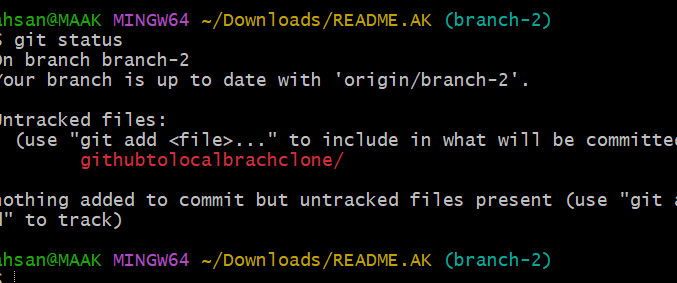 ahsan@MAAK MINGW64 ~/Downloads/README.AK (branch-2)
$ git status
On branch branch-2
Your branch is up to date with 'origin/branch-2'.
Untracked files:
(use "git add <file>..." to include in what will be committed
githubtolocalbrachclone/
nothing added to commit but untracked files present (use "git a
d" to track)
ahsan@MAAK MINGW64 ~/Downloads/README.AK (branch-2)
$